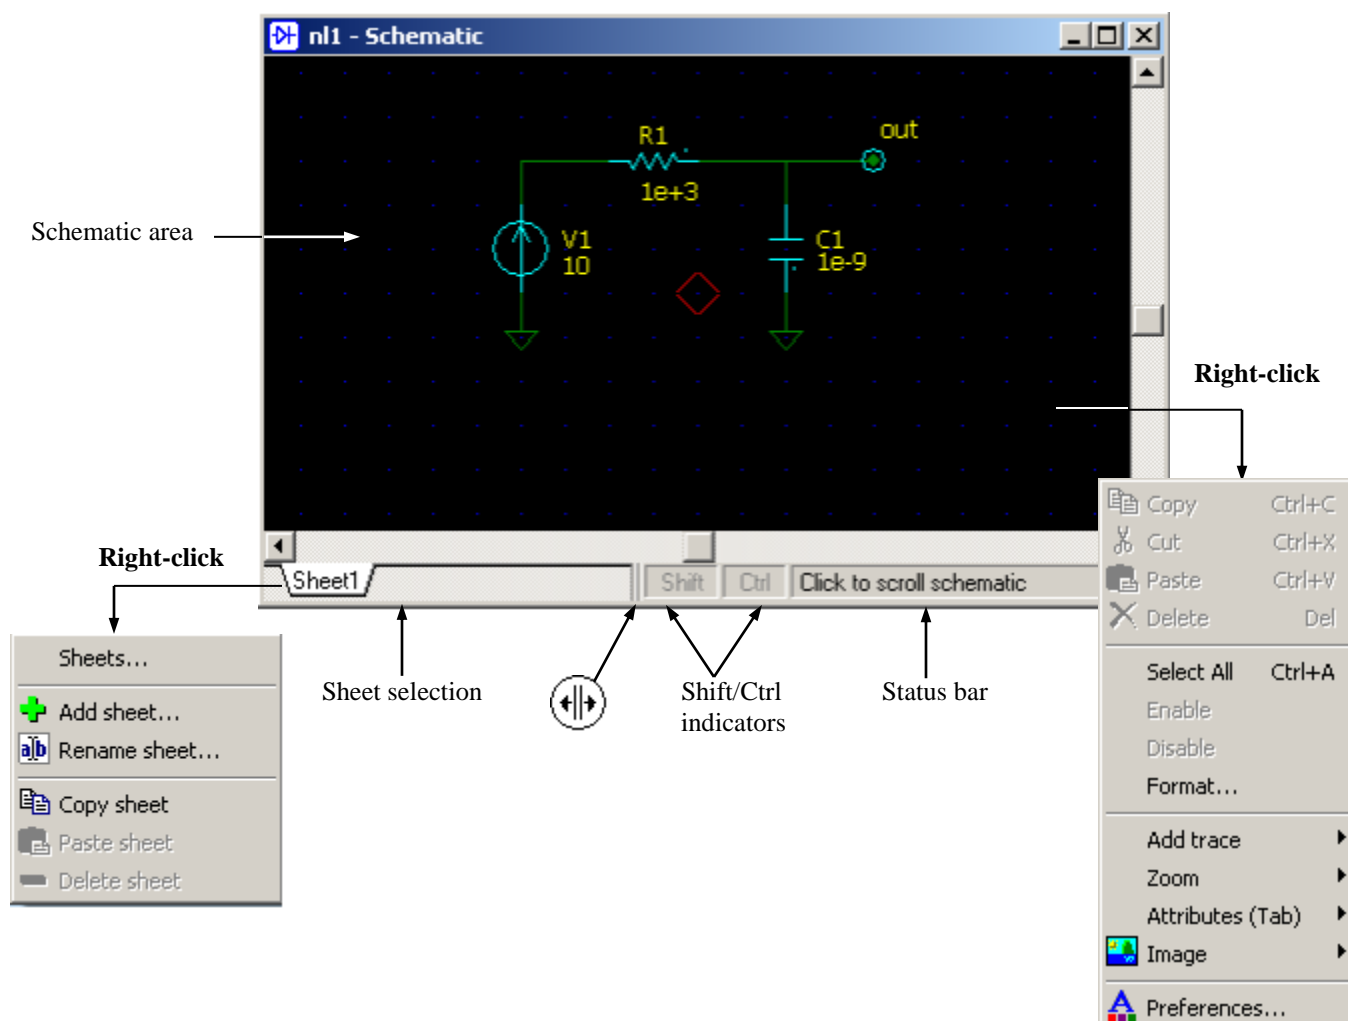 nl1 - Schematic
R1
1e+3
out
V1
10
C1
1e-9
Schematic area
Right-click
Right-click
Sheet1
Shift
Ctrl
Click to scroll schematic
Sheet selection
Shift/Ctrl
indicators
Status bar
Sheets...
Add sheet...
Rename sheet...
Copy sheet
Paste sheet
Delete sheet
Copy Ctrl+C
Cut Ctrl+X
Paste Ctrl+V
Delete Del
Select All Ctrl+A
Enable
Disable
Format...
Add trace
Zoom
Attributes (Tab)
Image
Preferences...